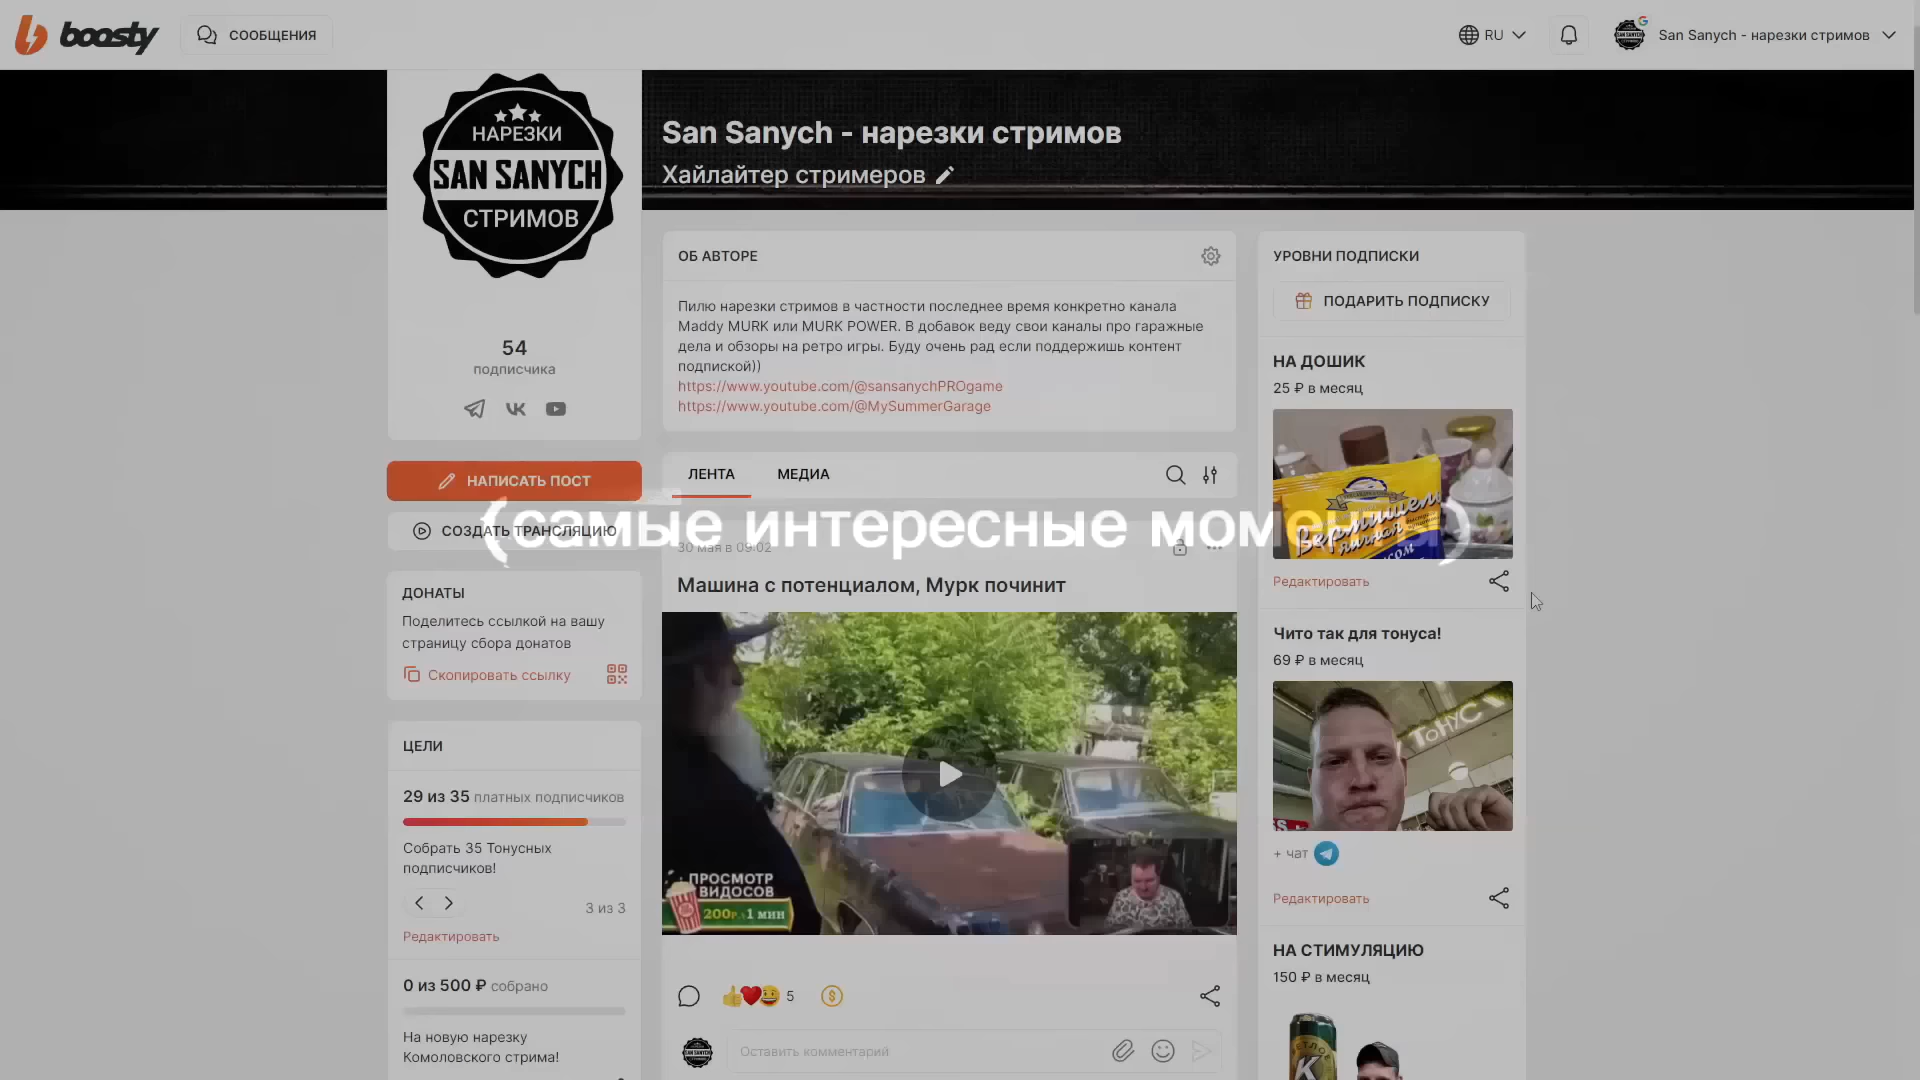 boosty
СООБЩЕНИЯ
RU
San Sanych - нарезки стримов
НАРЕЗКИ
SAN SANYCH
СТРИМОВ
San Sanych - нарезки стримов
Хайлайтер стримеров
54
подписчика
НАПИСАТЬ ПОСТ
СОЗДАТЬ ТРАНСЛЯЦИЮ
ДОНАТЫ
Поделитесь ссылкой на вашу
страницу сбора донатов
Скопировать ссылку
ЦЕЛИ
29 из 35 платных подписчиков
Собрать 35 Тонусных
подписчиков!
3 из 3
Редактировать
0 из 500 ₽ собрано
На новую нарезку
Комоловского стрима!
ОБ АВТОРЕ
Пилю нарезки стримов в частности последнее время конкретно канала
Maddy MURK или MURK POWER. В добавок веду свои каналы про гаражные
дела и обзоры на ретро игры. Буду очень рад если поддержишь контент
подпиской))
https://www.youtube.com/@sansanychPROgame
https://www.youtube.com/@MySummerGarage
ЛЕНТА
МЕДИА
(самые интересные моменты)
30 мая в 09:02
Машина с потенциалом, Мурк починит
ПРОСМОТР
ВИДОСОВ
200р. 1 мин
5
SAN SANYCH
Оставить комментарий
УРОВНИ ПОДПИСКИ
ПОДАРИТЬ ПОДПИСКУ
НА ДОШИК
25 ₽ в месяц
Вермишель
Редактировать
Чито так для тонуса!
69 ₽ в месяц
ТОНУС
+ чат
Редактировать
НА СТИМУЛЯЦИЮ
150 ₽ в месяц